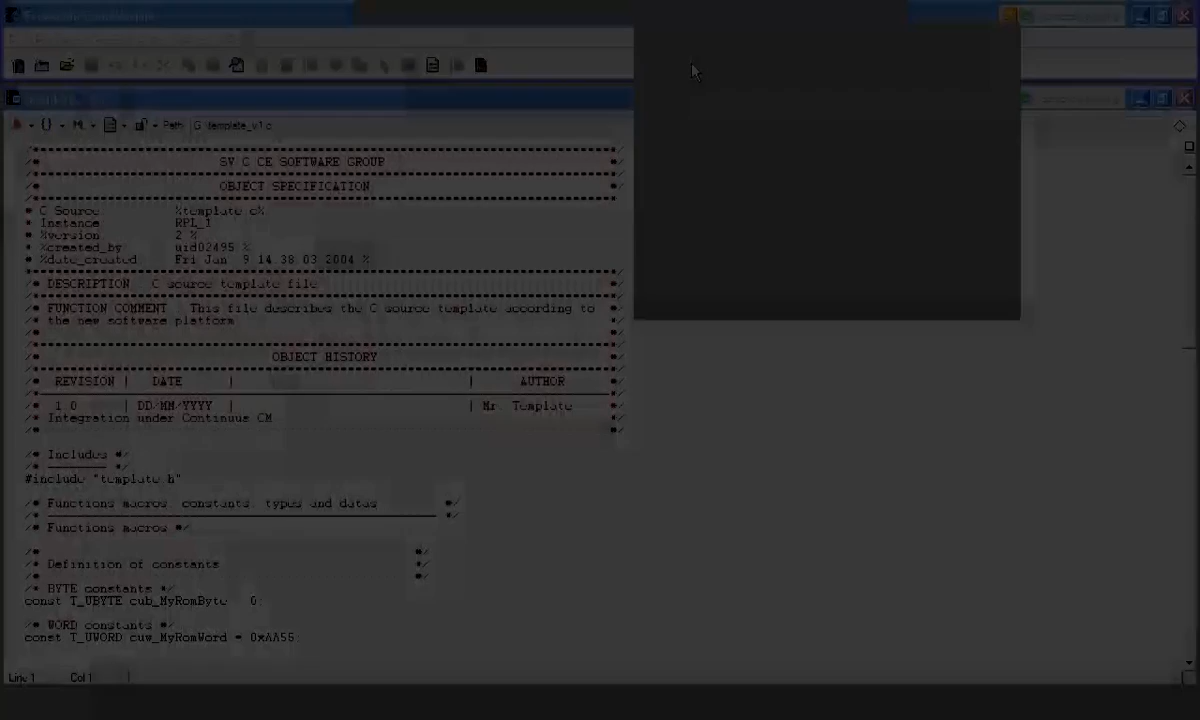 Path: G:\template_v1.c
SV C CE SOFTWARE GROUP
OBJECT SPECIFICATION
* C Source: %template.c%
* Instance: RPL_1
* %version: 2 %
* %created_by: uid02495 %
* %date_created: Fri Jan 9 14:38:03 2004 %
/* DESCRIPTION : C source template file
/* FUNCTION COMMENT : This file describes the C source template according to
/* the new software platform
OBJECT HISTORY
/* REVISION | DATE | | AUTHOR
/* 1.0 | DD/MM/YYYY | | Mr. Template
/* Integration under Continuus CM
/* Includes */
#include "template.h"
/* Functions macros, constants, types and datas */
/* Functions macros */
/* Definition of constants */
/* BYTE constants */
const T_UBYTE cub_MyRomByte = 0;
/* WORD constants */
const T_UWORD cuw_MyRomWord = 0xAA55;
Line 1 Col 1